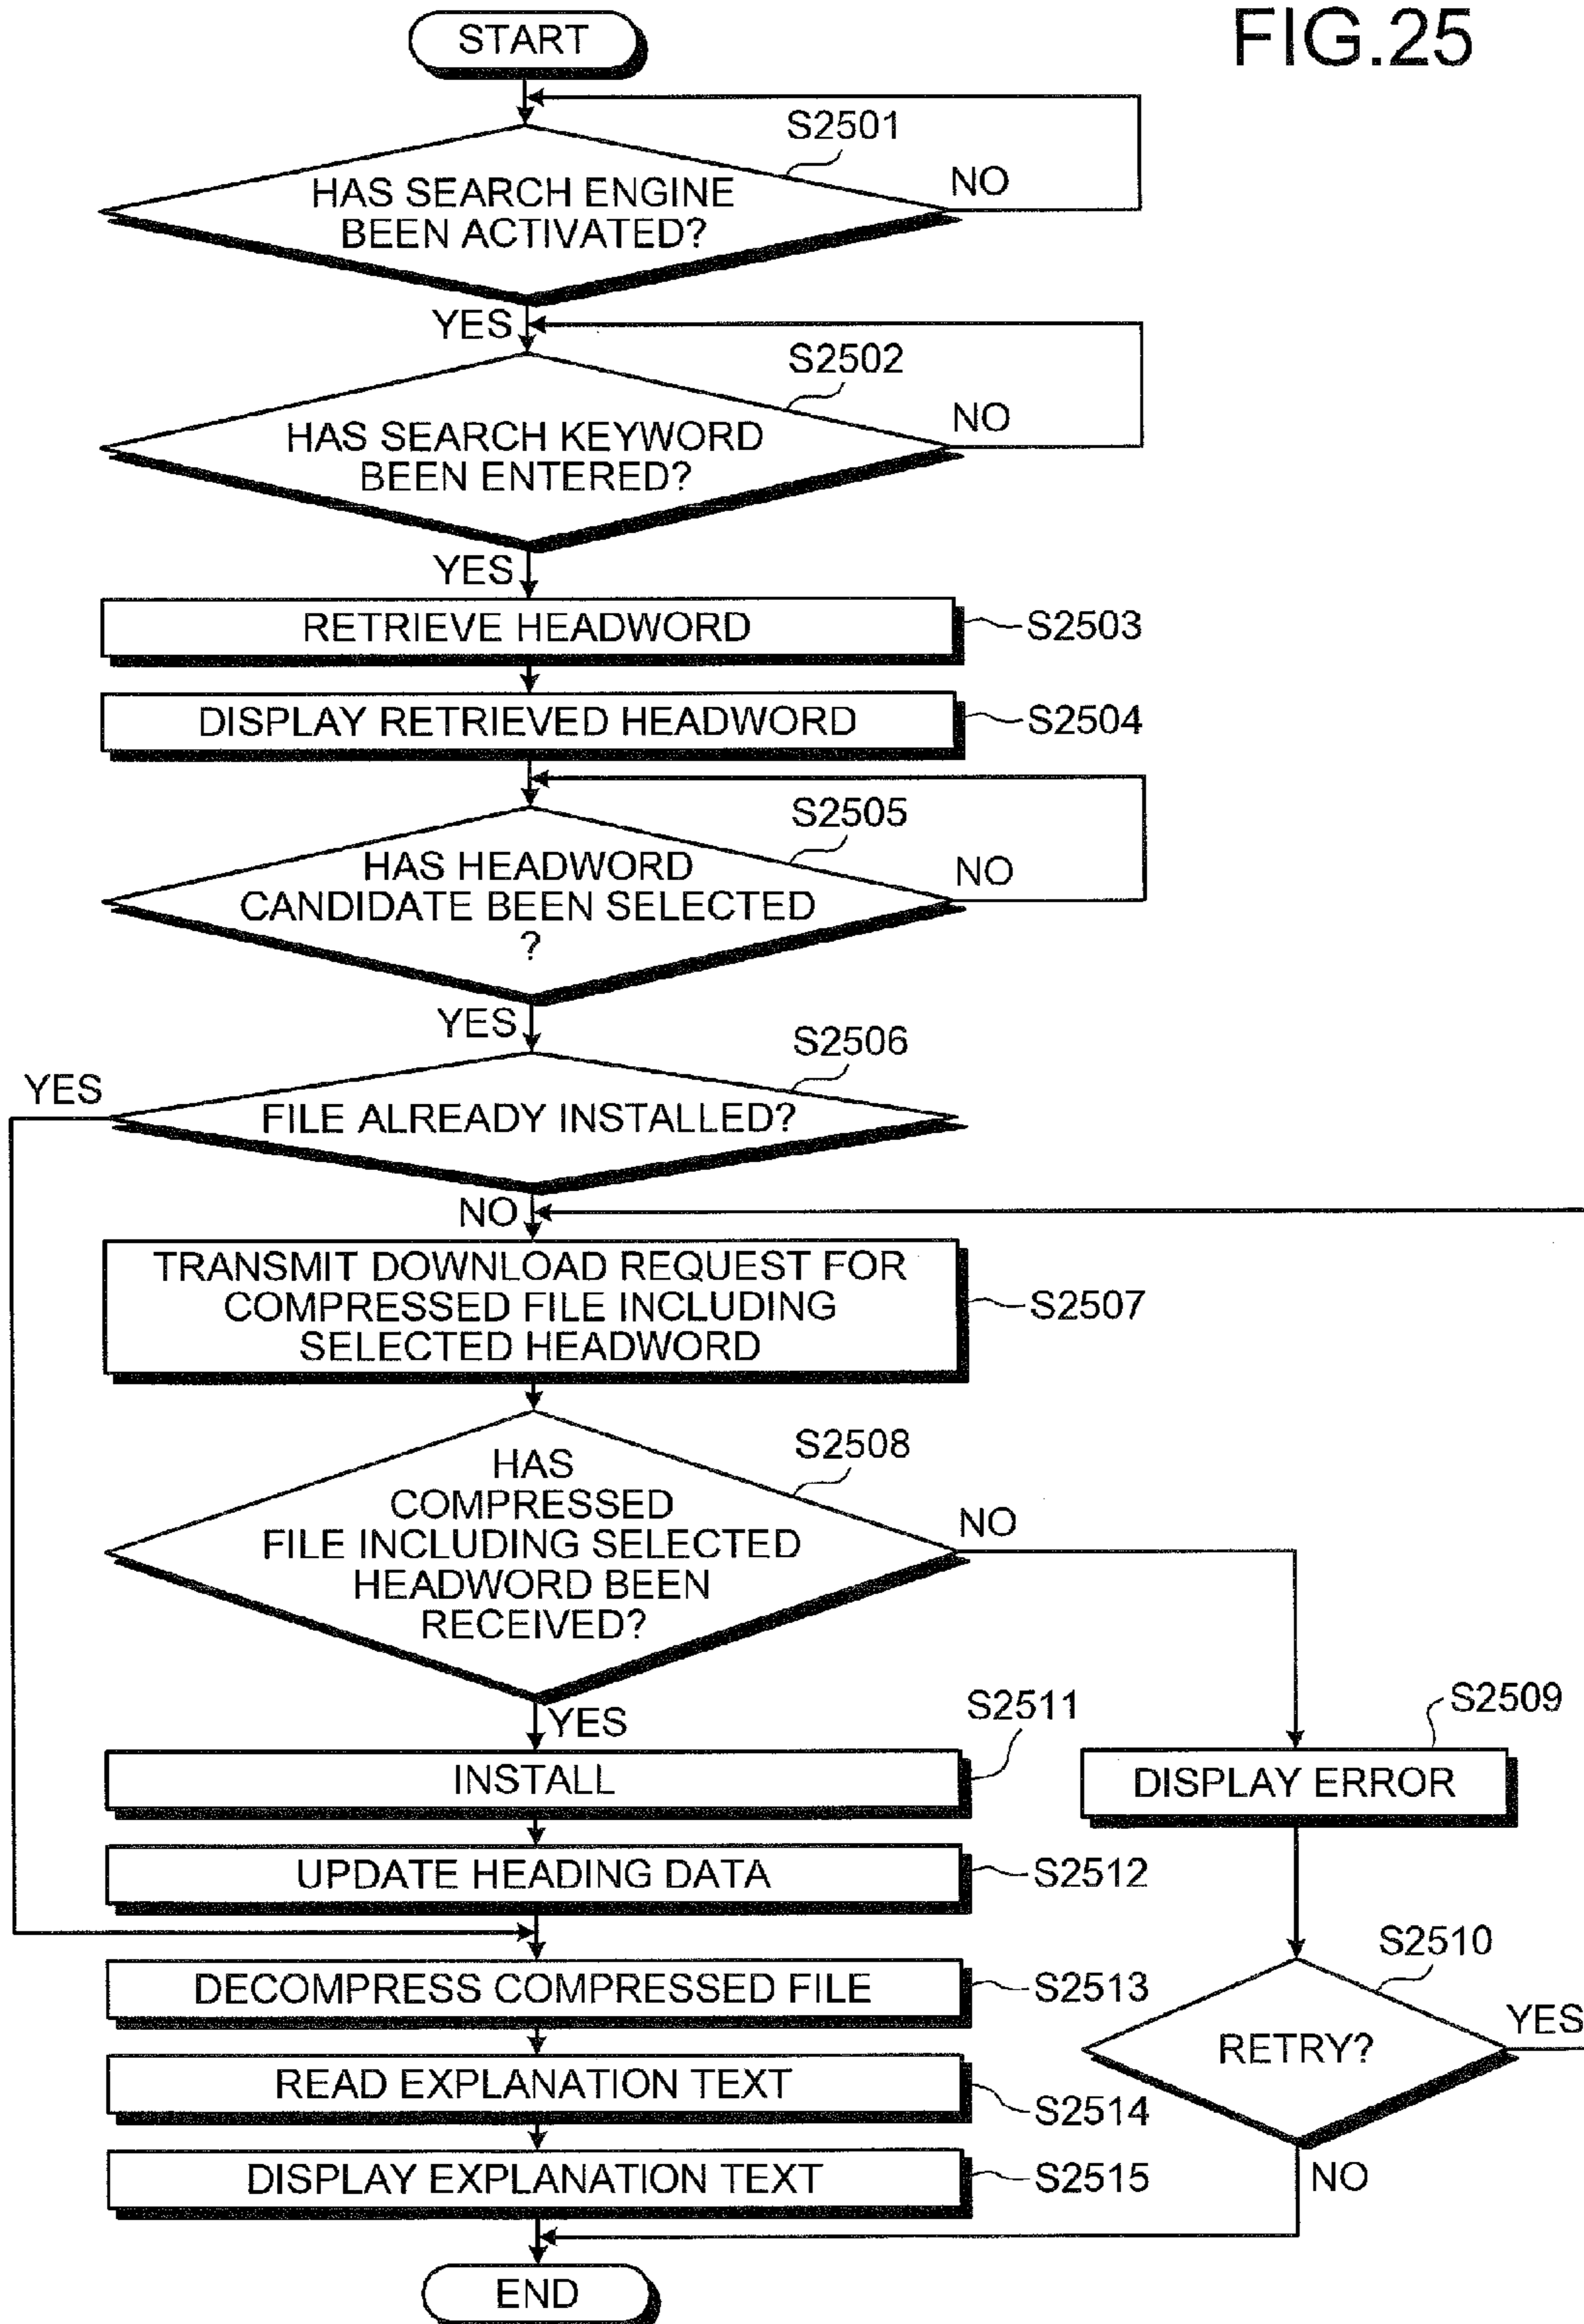 FIG.25
START
S2501
HAS SEARCH ENGINE
BEEN ACTIVATED?
NO
YES
S2502
HAS SEARCH KEYWORD
BEEN ENTERED?
NO
YES
RETRIEVE HEADWORD
S2503
DISPLAY RETRIEVED HEADWORD
S2504
S2505
HAS HEADWORD
CANDIDATE BEEN SELECTED
?
NO
YES
S2506
YES
FILE ALREADY INSTALLED?
NO
TRANSMIT DOWNLOAD REQUEST FOR
COMPRESSED FILE INCLUDING
SELECTED HEADWORD
S2507
S2508
HAS
COMPRESSED
FILE INCLUDING SELECTED
HEADWORD BEEN
RECEIVED?
NO
YES
S2511
INSTALL
S2509
DISPLAY ERROR
UPDATE HEADING DATA
S2512
S2510
DECOMPRESS COMPRESSED FILE
S2513
RETRY?
YES
READ EXPLANATION TEXT
S2514
DISPLAY EXPLANATION TEXT
S2515
NO
END